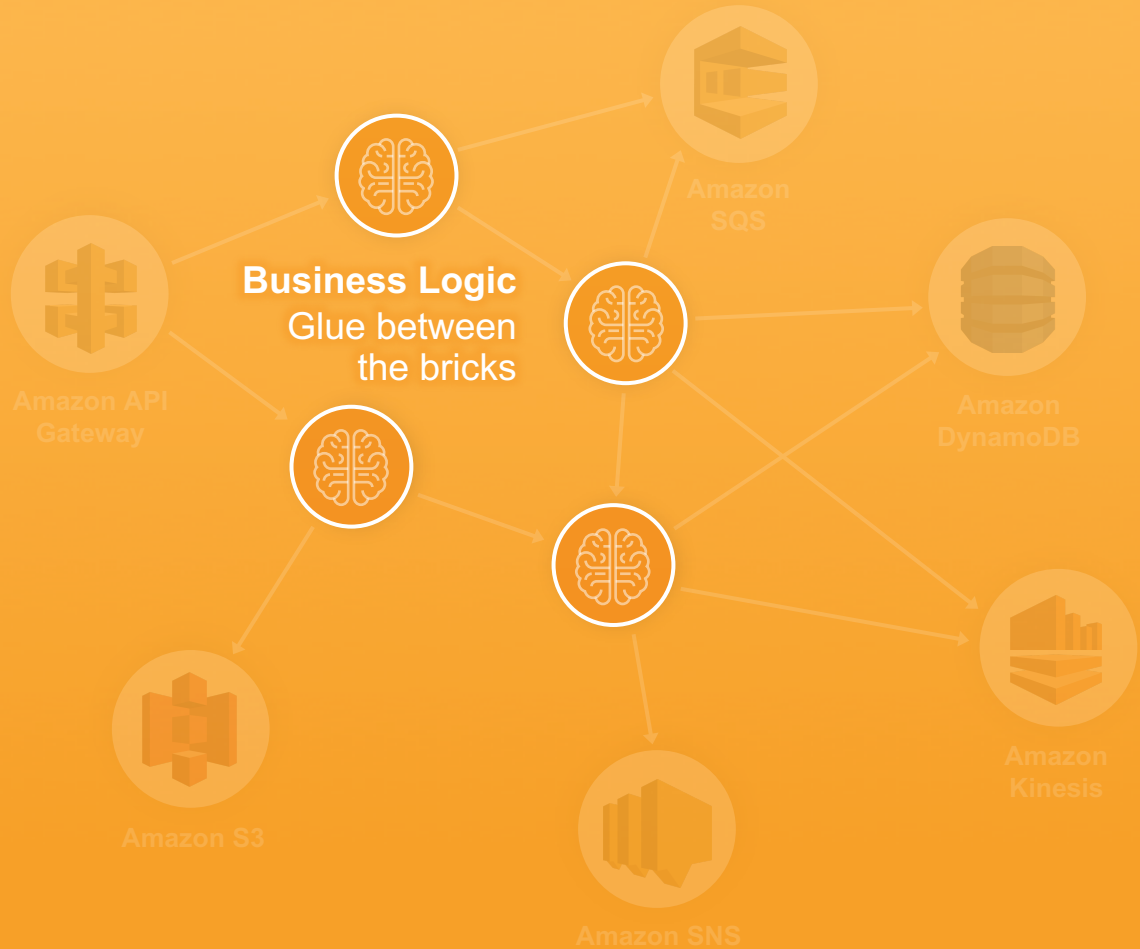 Amazon
SQS
Business Logic
Glue between
the bricks
Amazon API
Gateway
Amazon
DynamoDB
Amazon
Kinesis
Amazon S3
Amazon SNS